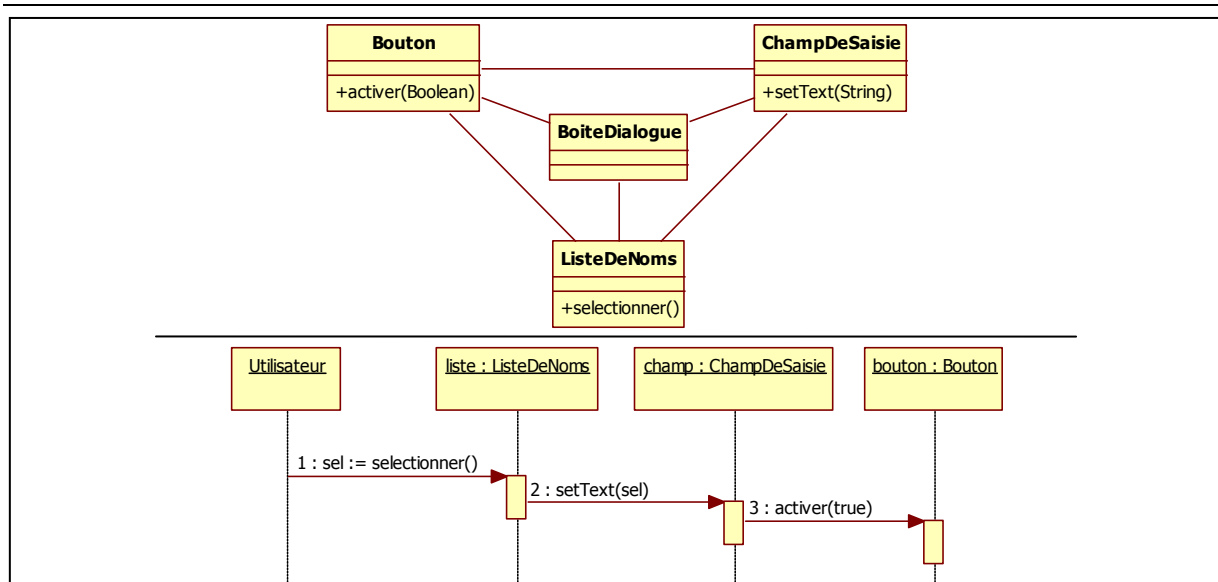 Bouton
+activer(Boolean)
ChampDeSaisie
+setText(String)
BoiteDialogue
ListeDeNoms
+selectionner()
Utilisateur
liste : ListeDeNoms
champ : ChampDeSaisie
bouton : Bouton
1 : sel := selectionner()
2 : setText(sel)
3 : activer(true)